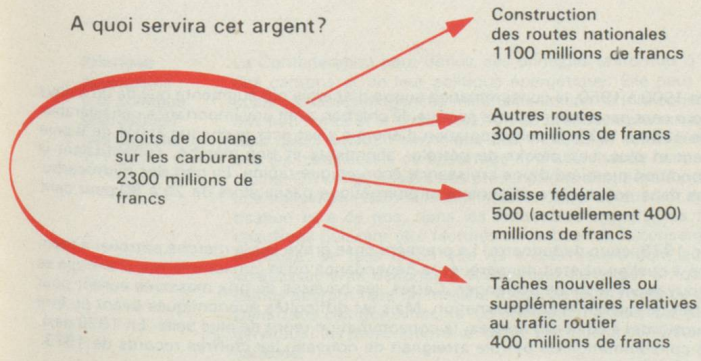 A quoi servira cet argent?
Droits de douane
sur les carburants
2300 millions de
francs
Construction
des routes nationales
1100 millions de francs
Autres routes
300 millions de francs
Caisse fédérale
500 (actuellement 400)
millions de francs
Tâches nouvelles ou
supplémentaires relatives
au trafic routier
400 millions de francs